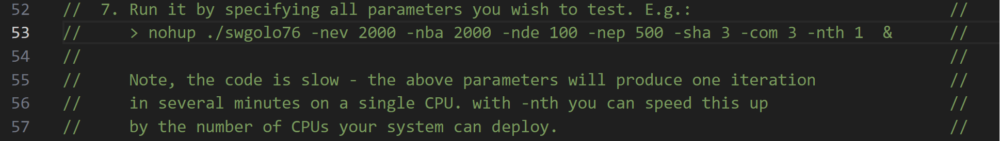 52 // 7. Run it by specifying all parameters you wish to test. E.g.: //
53 // > nohup ./swgolo76 -nev 2000 -nba 2000 -nde 100 -nep 500 -sha 3 -com 3 -nth 1  & //
54 // //
55 // Note, the code is slow - the above parameters will produce one iteration //
56 // in several minutes on a single CPU. with -nth you can speed this up //
57 // by the number of CPUs your system can deploy. //